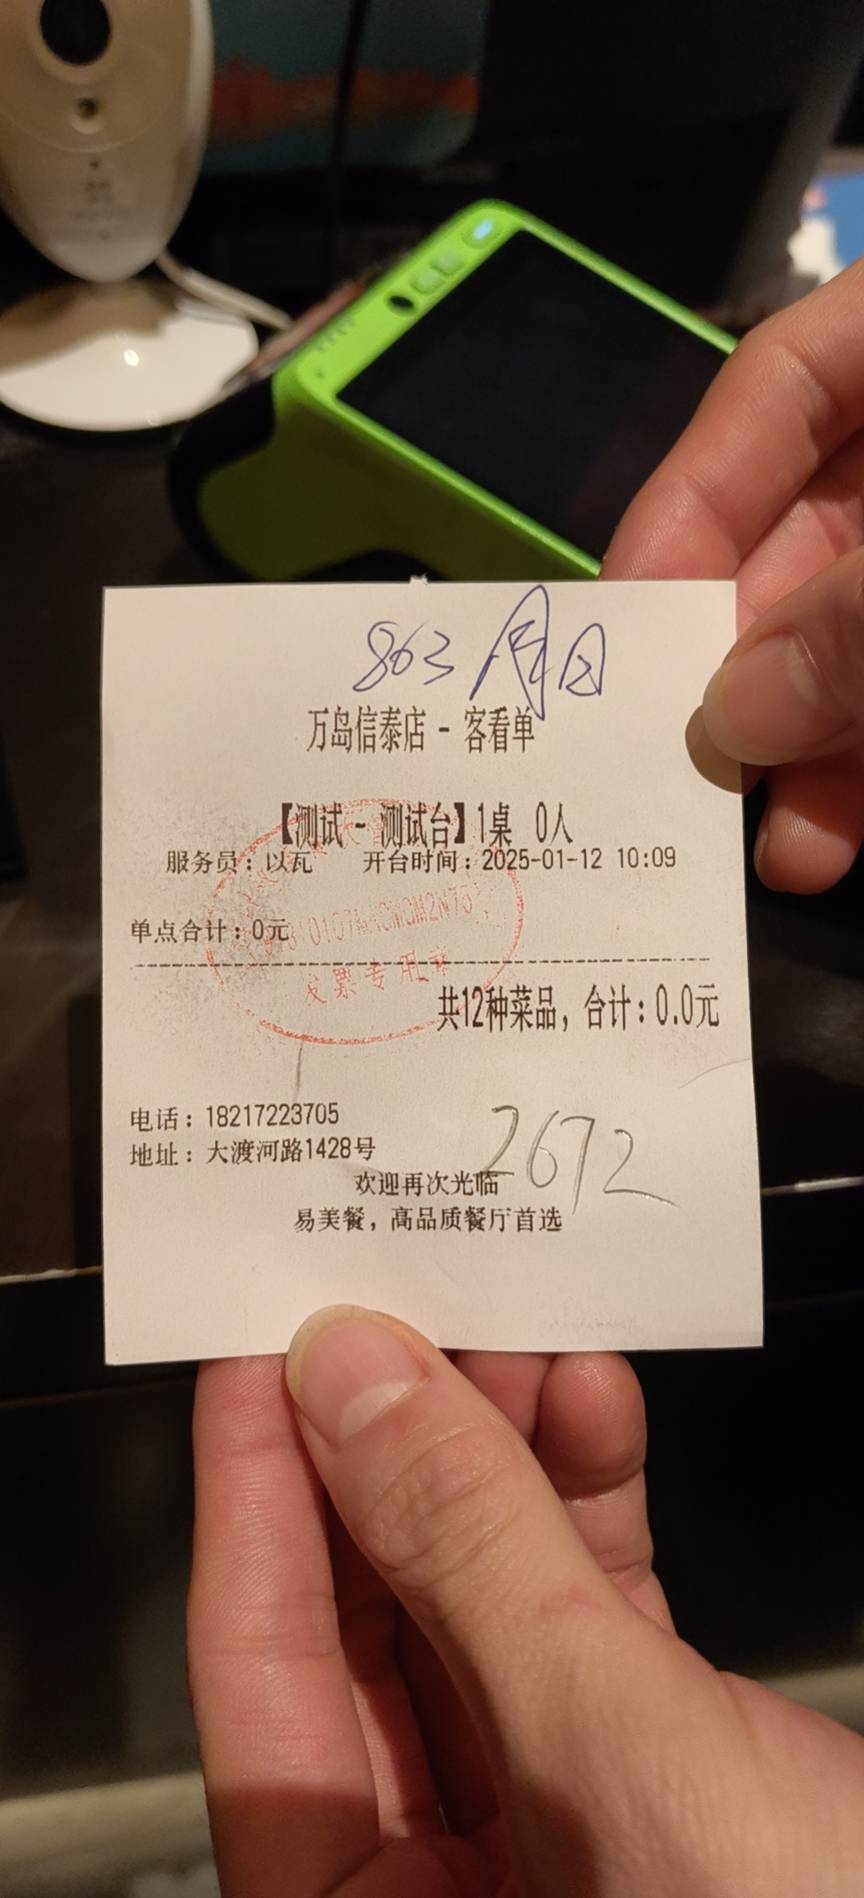 863 月日
万岛信泰店 - 客看单
【测试 - 测试台】1桌 0人
服务员：以瓦 开台时间：2025-01-12 10:09
单点合计：0元
发票专用章
共12种菜品，合计：0.0元
电话：18217223705
地址：大渡河路1428号
2672
欢迎再次光临
易美餐，高品质餐厅首选